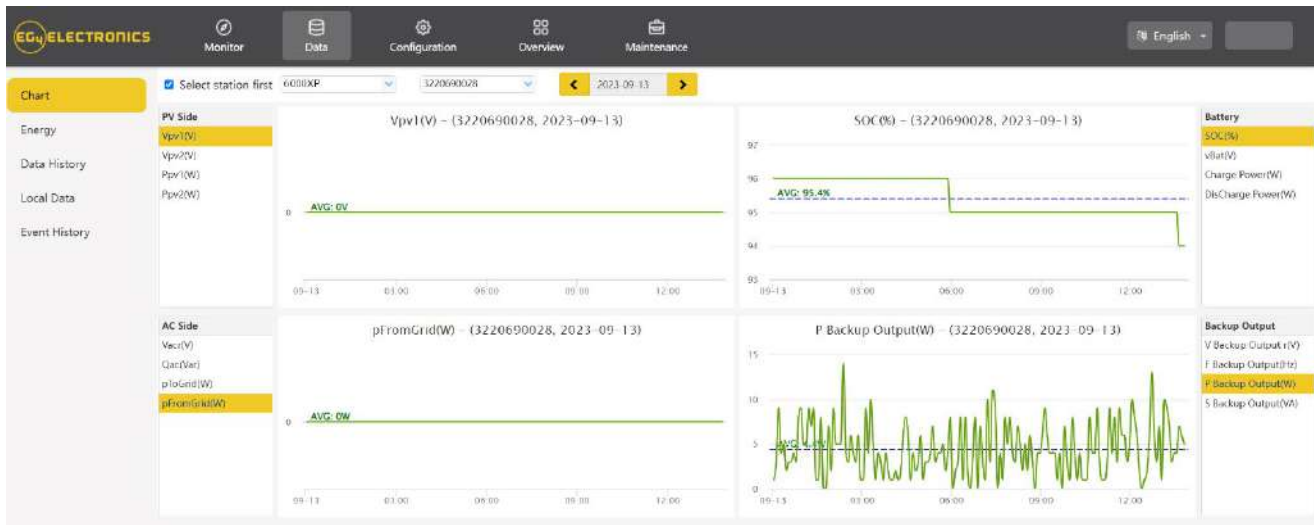 EG4 ELECTRONICS
Monitor
Data
Configuration
Overview
Maintenance
English
Chart
Energy
Data History
Local Data
Event History
Select station first
6000XP
3220690028
2023-09-13
PV Side
Vpv1(V)
Vpv2(V)
Ppv1(W)
Ppv2(W)
Vpv1(V) - (3220690028, 2023-09-13)
AVG: 0V
0
09-13 03:00 06:00 09:00 12:00
SOC(%) - (3220690028, 2023-09-13)
97
96
AVG: 95.4%
95
94
93
09-13 03:00 06:00 09:00 12:00
Battery
SOC(%)
vBat(V)
Charge Power(W)
DisCharge Power(W)
AC Side
Vacr(V)
Qac(Var)
pToGrid(W)
pFromGrid(W)
pFromGrid(W) - (3220690028, 2023-09-13)
AVG: 0W
0
09-13 03:00 06:00 09:00 12:00
P Backup Output(W) - (3220690028, 2023-09-13)
15
10
5
0
09-13 03:00 06:00 09:00 12:00
Backup Output
V Backup Output r(V)
F Backup Output(Hz)
P Backup Output(W)
S Backup Output(VA)